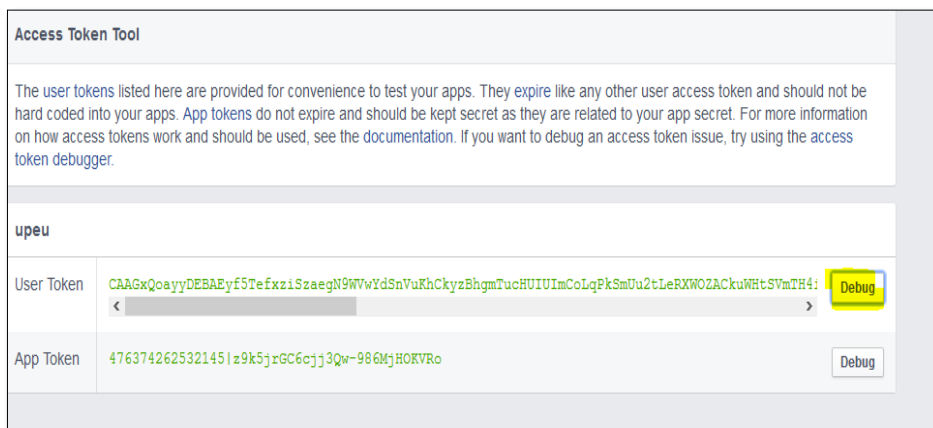 Access Token Tool
The user tokens listed here are provided for convenience to test your apps. They expire like any other user access token and should not be
hard coded into your apps. App tokens do not expire and should be kept secret as they are related to your app secret. For more information
on how access tokens work and should be used, see the documentation. If you want to debug an access token issue, try using the access
token debugger.
upeu
User Token CAAGxQoayyDEBAEyf5TefxziSzaegN9WVwYdSnVuKhCkyzBhgmTucHUIUImCoLqPkSmUu2tLeRXWOZACkuWHtSVmTH4i Debug
App Token 476374262532145|z9k5jrGC6cjj3Qw-986MjHOKVRo Debug